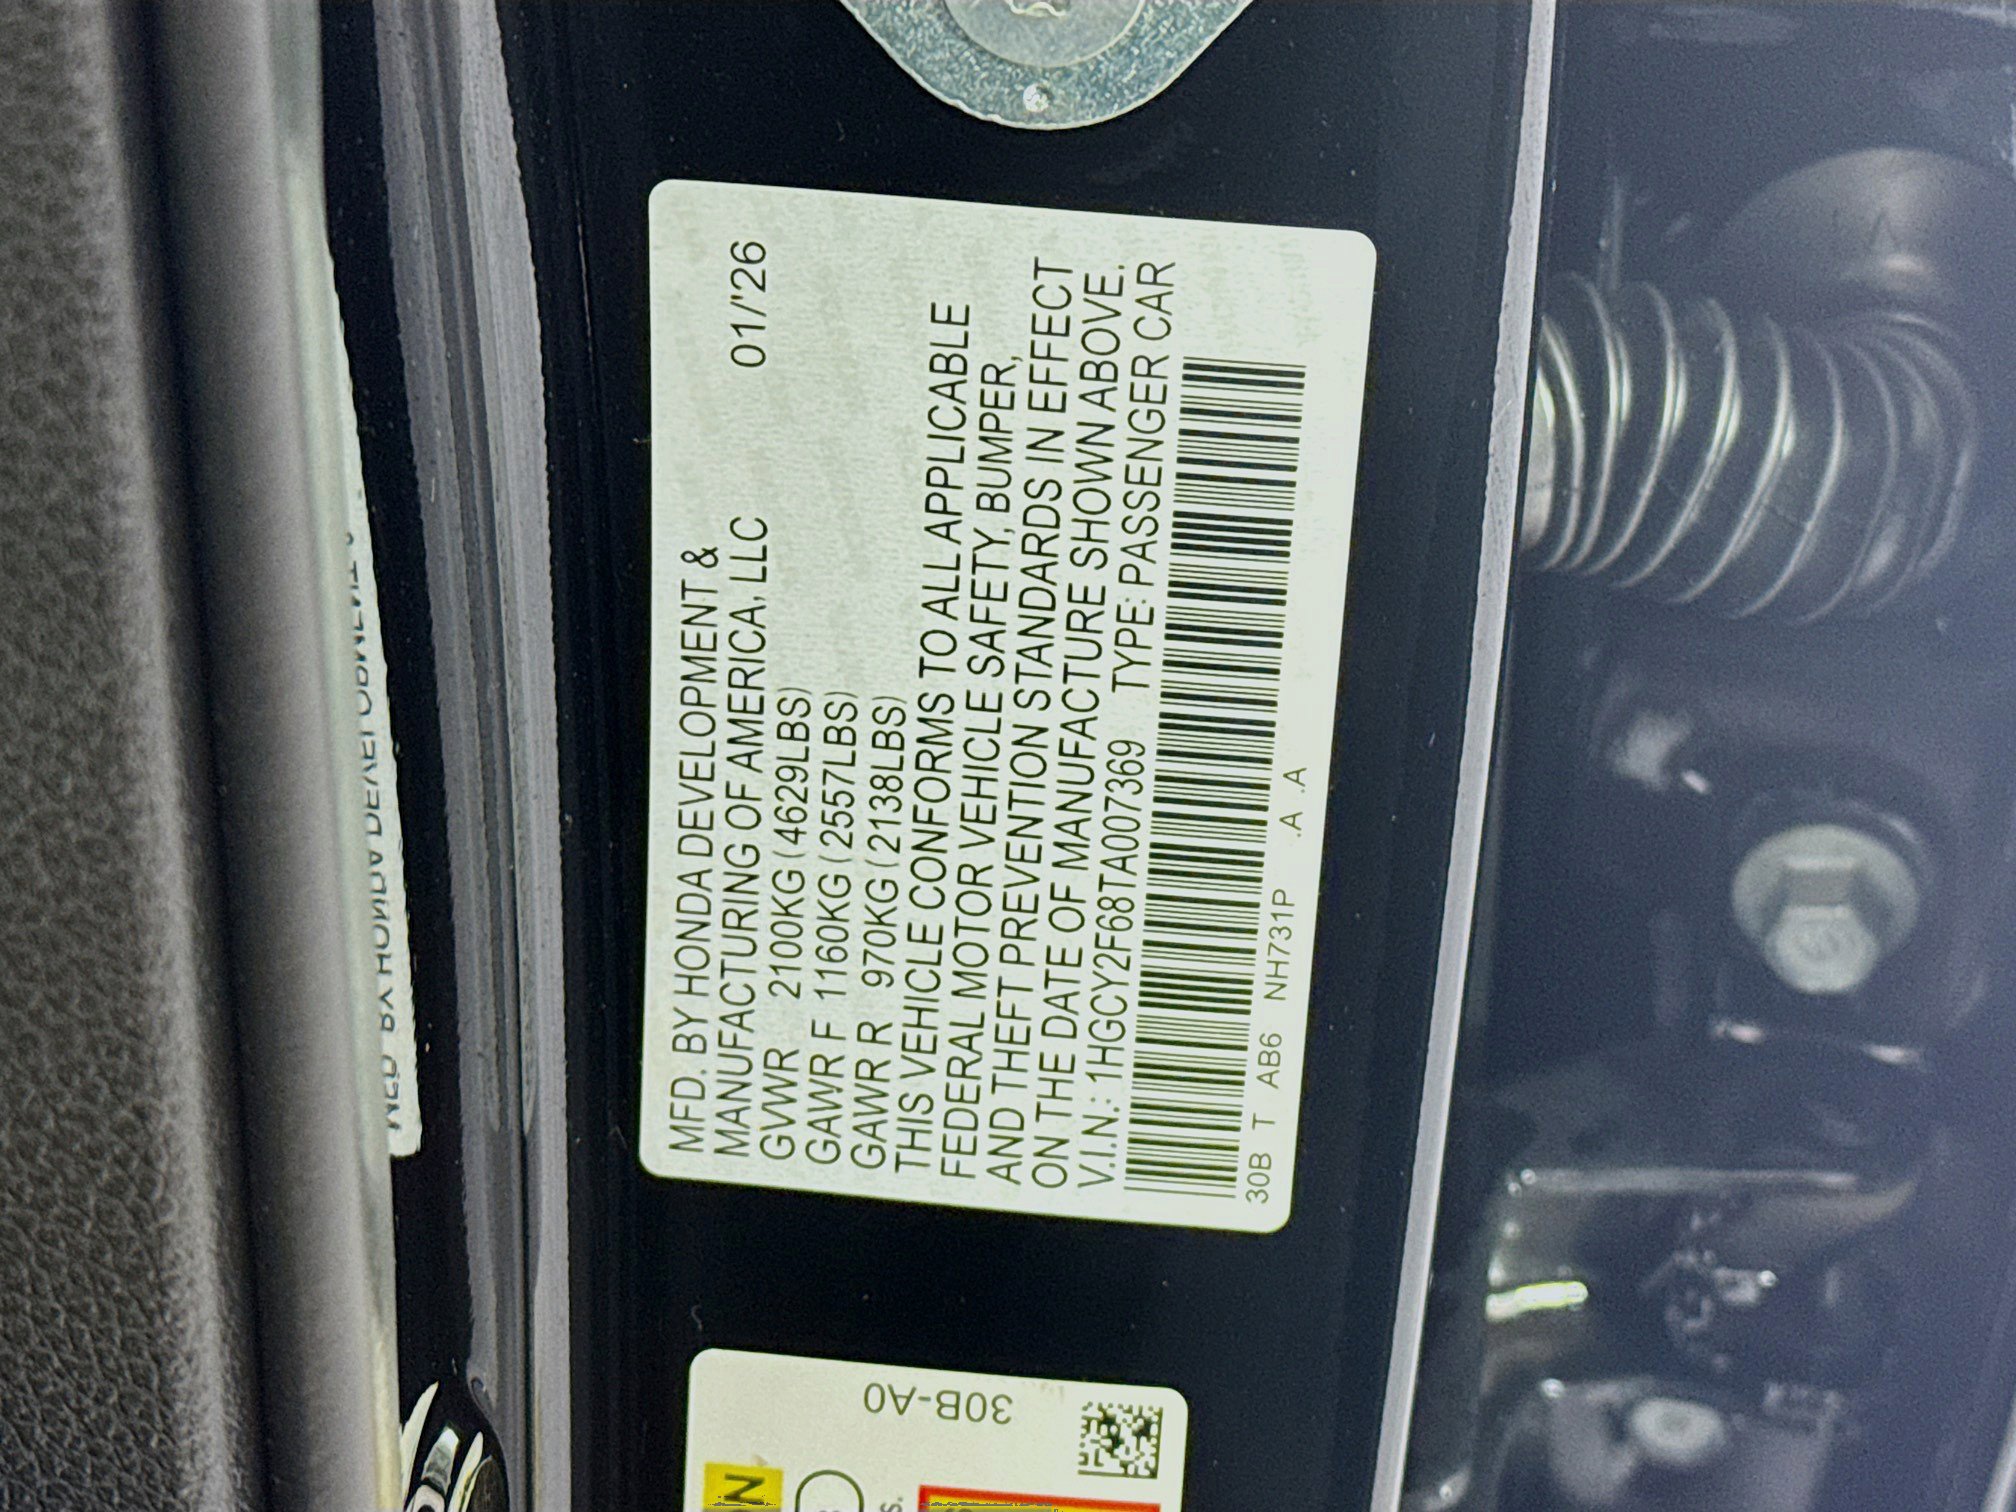 MFD. BY HONDA DEVELOPMENT &
MANUFACTURING OF AMERICA, LLC 01/'26
GVWR 2100KG (4629LBS)
GAWR F 1160KG (2557LBS)
GAWR R 970KG (2138LBS)
THIS VEHICLE CONFORMS TO ALL APPLICABLE
FEDERAL MOTOR VEHICLE SAFETY, BUMPER,
AND THEFT PREVENTION STANDARDS IN EFFECT
ON THE DATE OF MANUFACTURE SHOWN ABOVE.
V.I.N.: 1HGCY2F68TA007369 TYPE: PASSENGER CAR
30B T AB6 NH731P .A .A
30B-A0